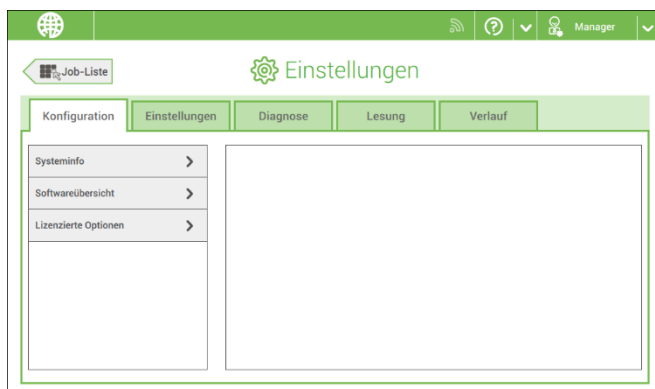 Manager
Job-Liste
Einstellungen
Konfiguration Einstellungen Diagnose Lesung Verlauf
Systeminfo
Softwareübersicht
Lizenzierte Optionen